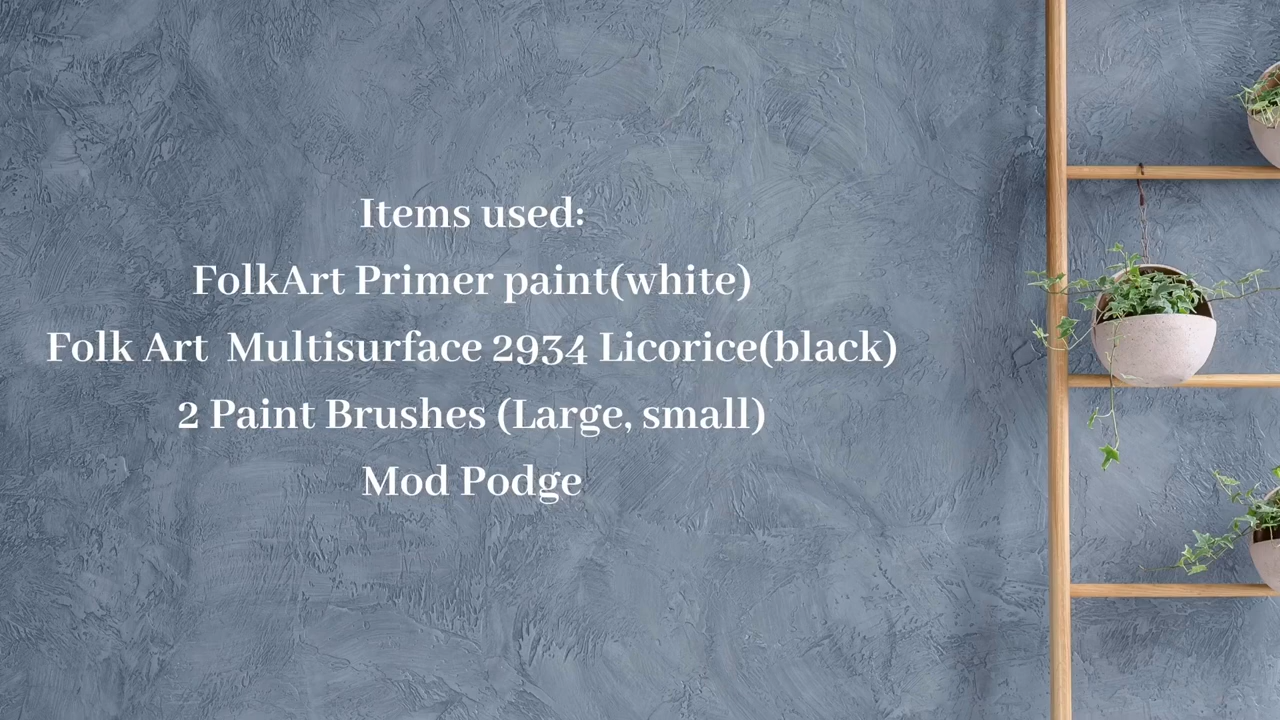 Items used:
FolkArt Primer paint(white)
Folk Art  Multisurface 2934 Licorice(black)
2 Paint Brushes (Large, small)
Mod Podge